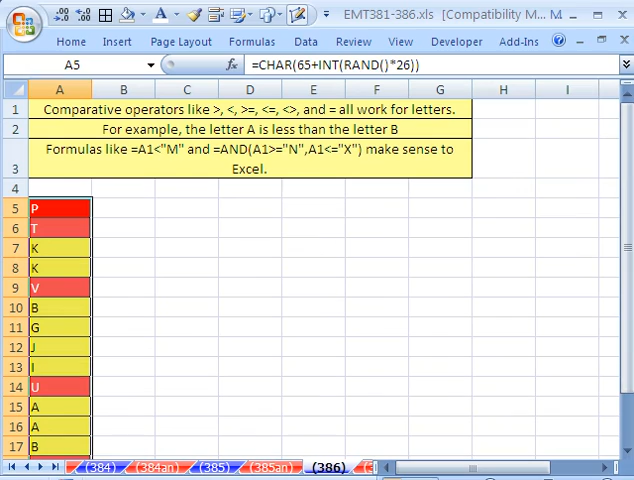 EMT381-386.xls [Compatibility M... M
Home Insert Page Layout Formulas Data Review View Developer Add-Ins
A5 fx =CHAR(65+INT(RAND()*26))
A B C D E F G H I
1 Comparative operators like >, <, >=, <=, <>, and = all work for letters.
2 For example, the letter A is less than the letter B
Formulas like =A1<"M" and =AND(A1>="N",A1<="X") make sense to
3 Excel.
4
5 P
6 T
7 K
8 K
9 V
10 B
11 G
12 J
13 I
14 U
15 A
16 A
17 B
(384) (384an) (385) (385an) (386)